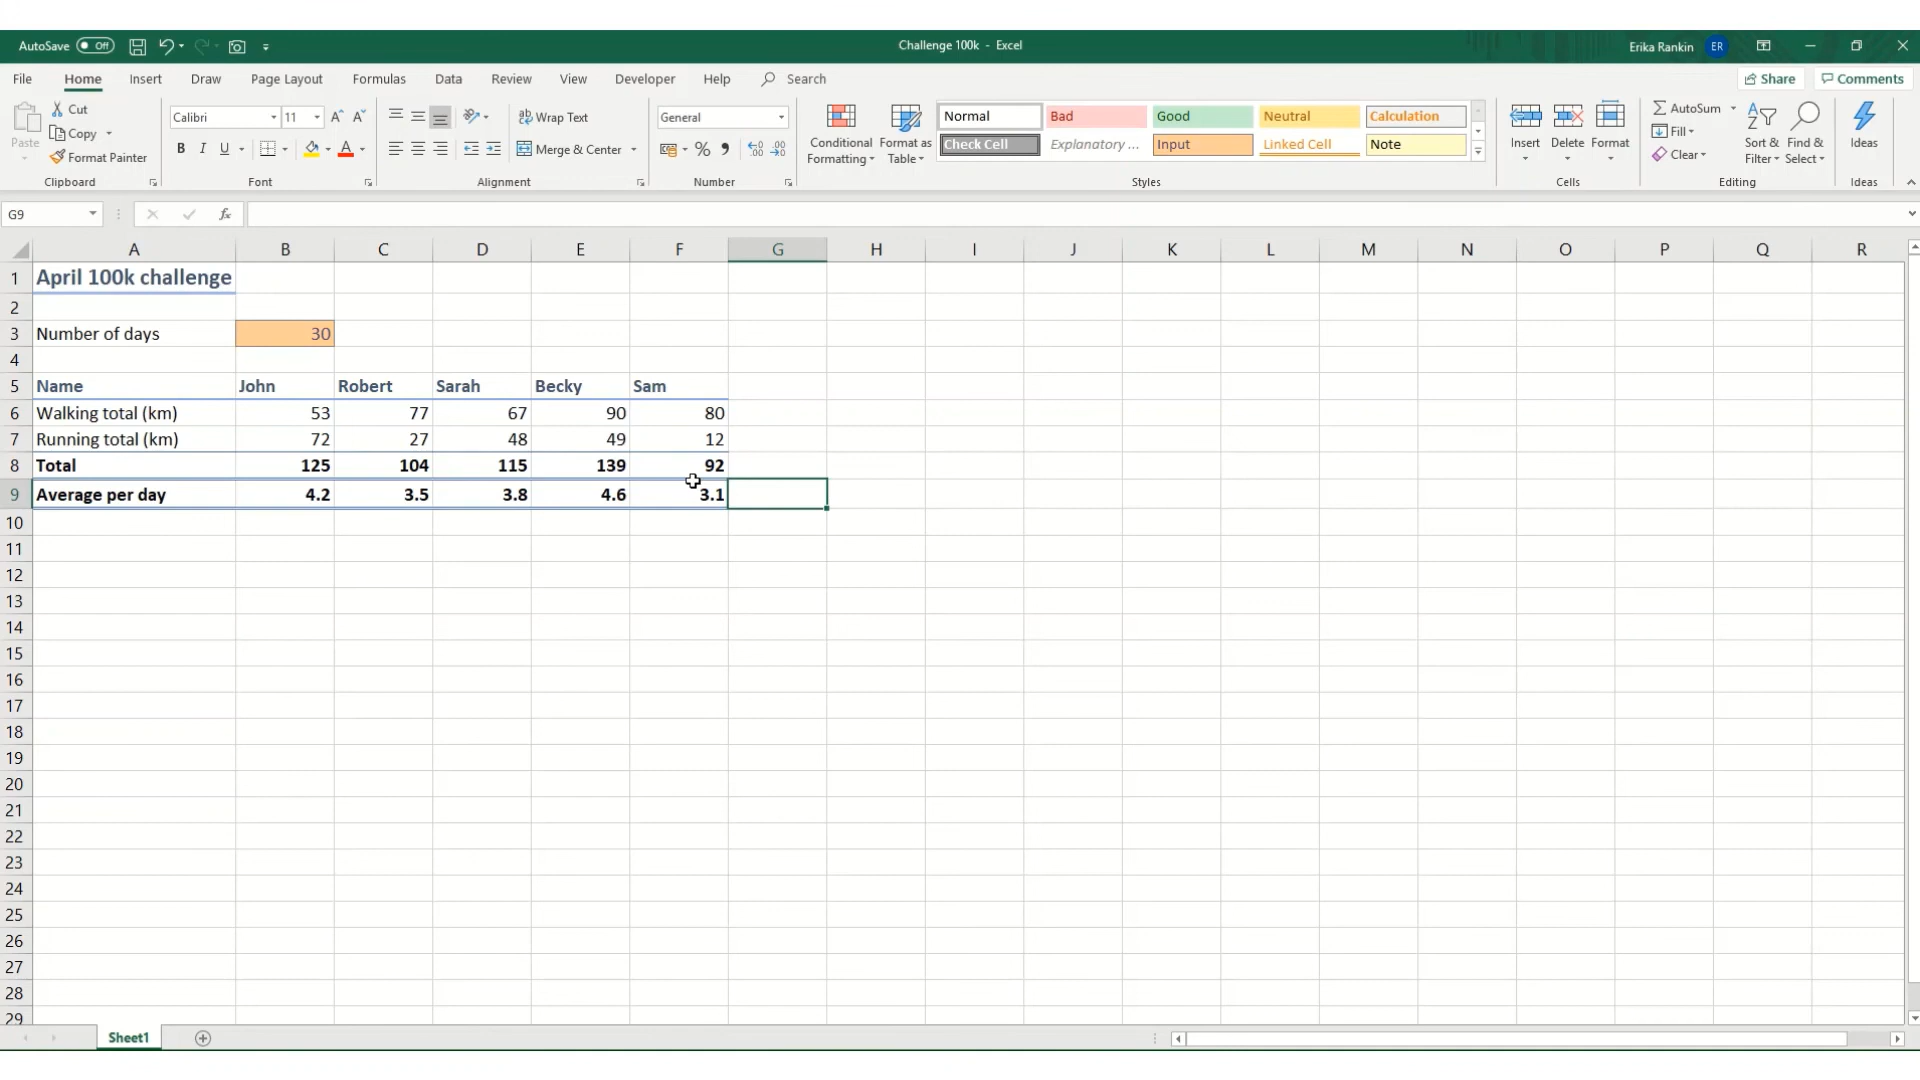 AutoSave Off Challenge 100k - Excel Erika Rankin ER
File Home Insert Draw Page Layout Formulas Data Review View Developer Help Search Share Comments
Paste Cut Copy Format Painter
Calibri 11
B I U A
Wrap Text
Merge & Center
General
%
Conditional Formatting
Format as Table
Normal Bad Good Neutral Calculation
Check Cell Explanatory ... Input Linked Cell Note
Insert Delete Format
AutoSum
Fill
Clear
Sort & Filter
Find & Select
Ideas
Clipboard Font Alignment Number Styles Cells Editing Ideas
G9 fx
A B C D E F G H I J K L M N O P Q R
1 April 100k challenge
2
3 Number of days 30
4
5 Name John Robert Sarah Becky Sam
6 Walking total (km) 53 77 67 90 80
7 Running total (km) 72 27 48 49 12
8 Total 125 104 115 139 92
9 Average per day 4.2 3.5 3.8 4.6 3.1
10
11
12
13
14
15
16
17
18
19
20
21
22
23
24
25
26
27
28
29
Sheet1